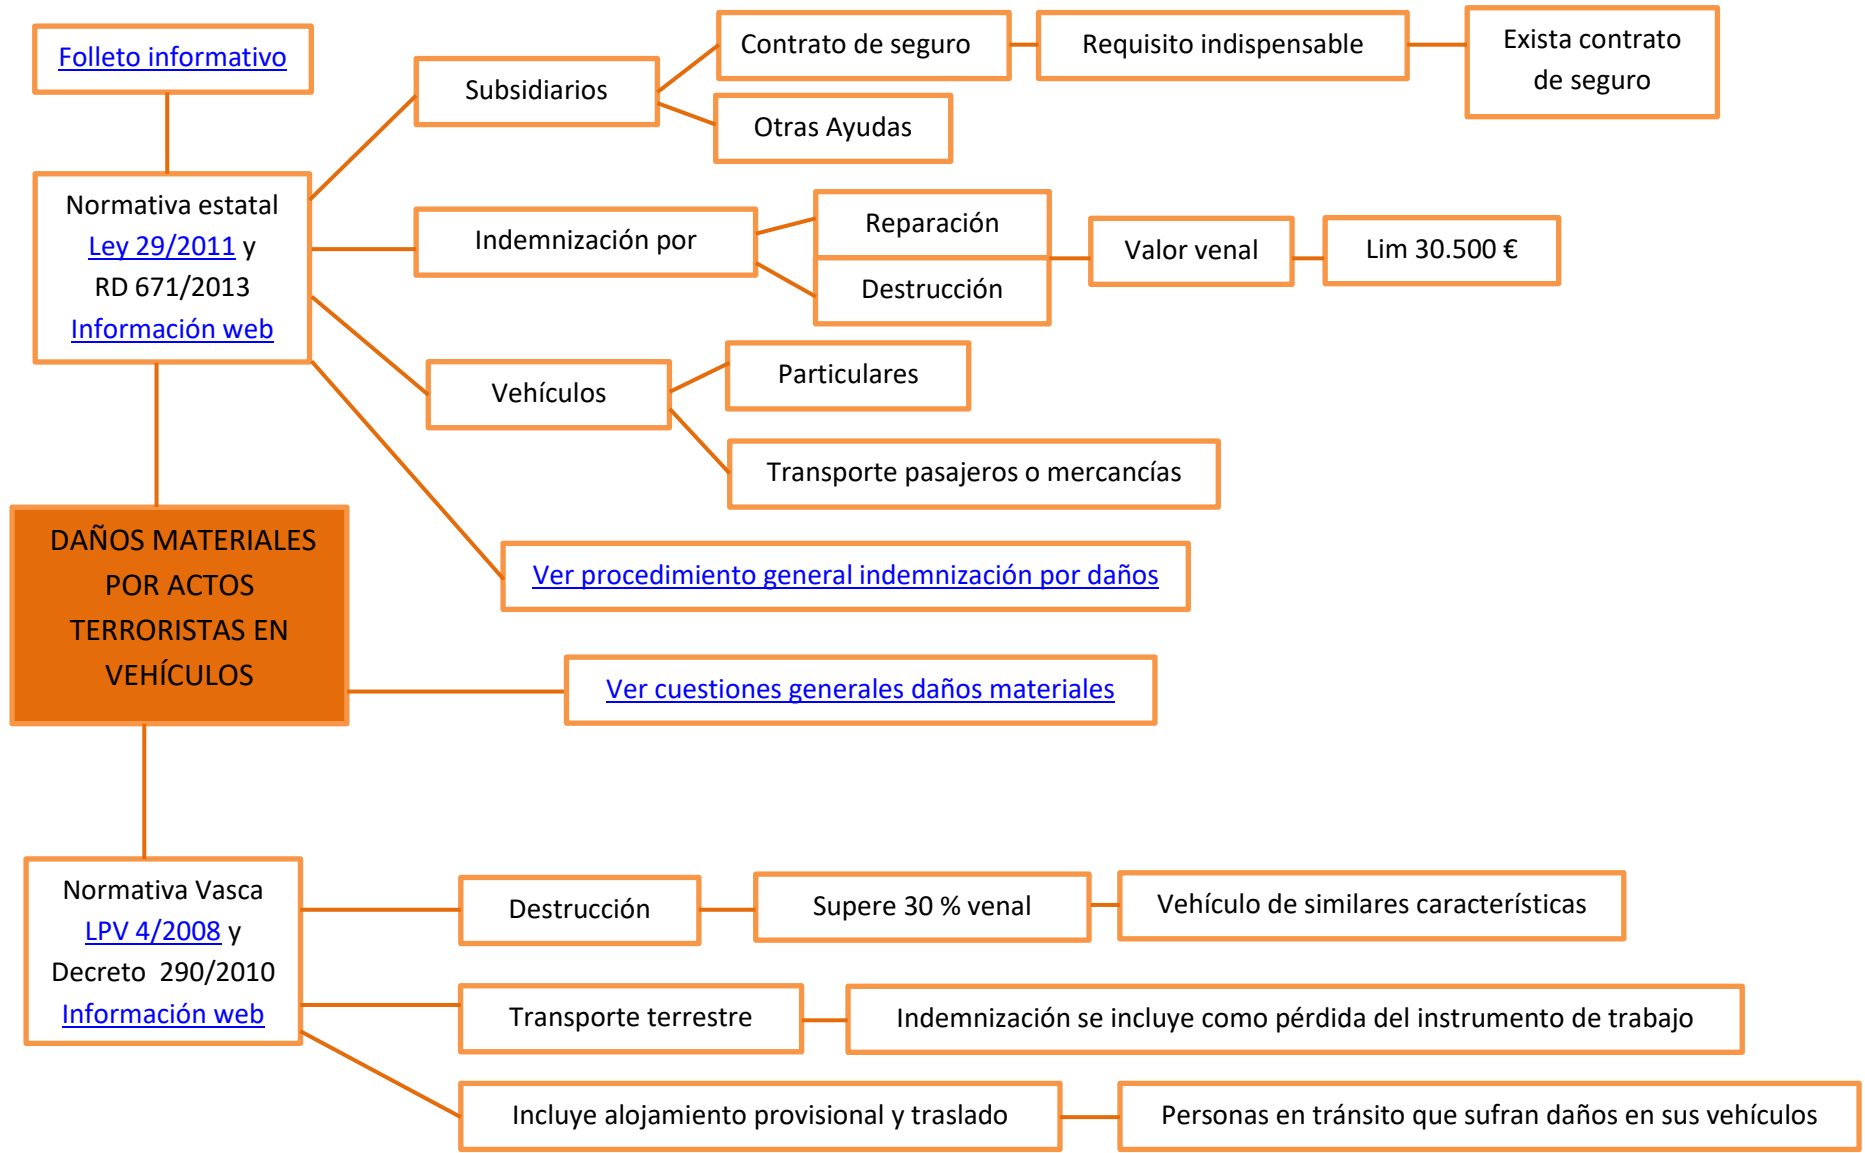 Folleto informativo
Normativa estatal
Ley 29/2011 y
RD 671/2013
Información web
Subsidiarios
Contrato de seguro
Requisito indispensable
Exista contrato
de seguro
Otras Ayudas
Indemnización por
Reparación
Destrucción
Valor venal
Lim 30.500 €
Vehículos
Particulares
Transporte pasajeros o mercancías
Ver procedimiento general indemnización por daños
DAÑOS MATERIALES
POR ACTOS
TERRORISTAS EN
VEHÍCULOS
Ver cuestiones generales daños materiales
Normativa Vasca
LPV 4/2008 y
Decreto  290/2010
Información web
Destrucción
Supere 30 % venal
Vehículo de similares características
Transporte terrestre
Indemnización se incluye como pérdida del instrumento de trabajo
Incluye alojamiento provisional y traslado
Personas en tránsito que sufran daños en sus vehículos